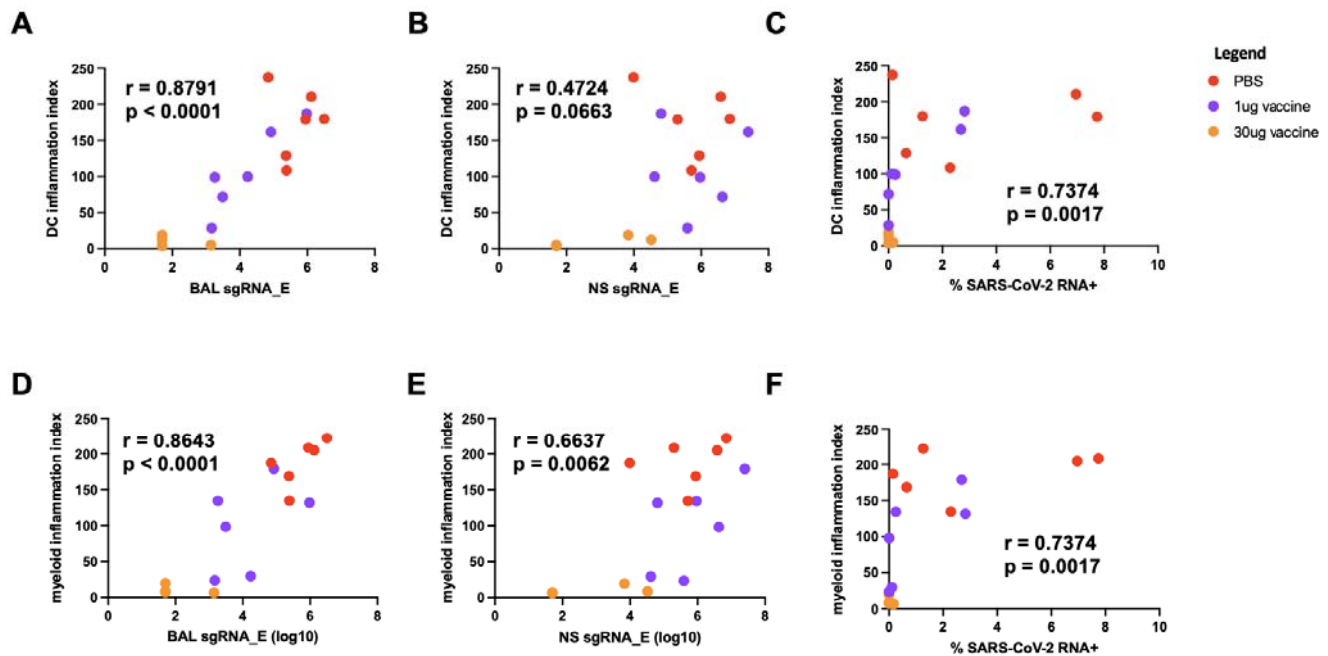 A
B
C
Legend
PBS
1ug vaccine
30ug vaccine
DC inflammation index
250
200
150
100
50
0
r = 0.8791
p < 0.0001
0 2 4 6 8
BAL sgRNA_E
DC inflammation index
250
200
150
100
50
0
r = 0.4724
p = 0.0663
0 2 4 6 8
NS sgRNA_E
DC inflammation index
250
200
150
100
50
0
r = 0.7374
p = 0.0017
0 2 4 6 8 10
% SARS-CoV-2 RNA+
D
E
F
myeloid inflammation index
250
200
150
100
50
0
r = 0.8643
p < 0.0001
0 2 4 6 8
BAL sgRNA_E (log10)
myeloid inflammation index
250
200
150
100
50
0
r = 0.6637
p = 0.0062
0 2 4 6 8
NS sgRNA_E (log10)
myeloid inflammation index
250
200
150
100
50
0
r = 0.7374
p = 0.0017
0 2 4 6 8 10
% SARS-CoV-2 RNA+